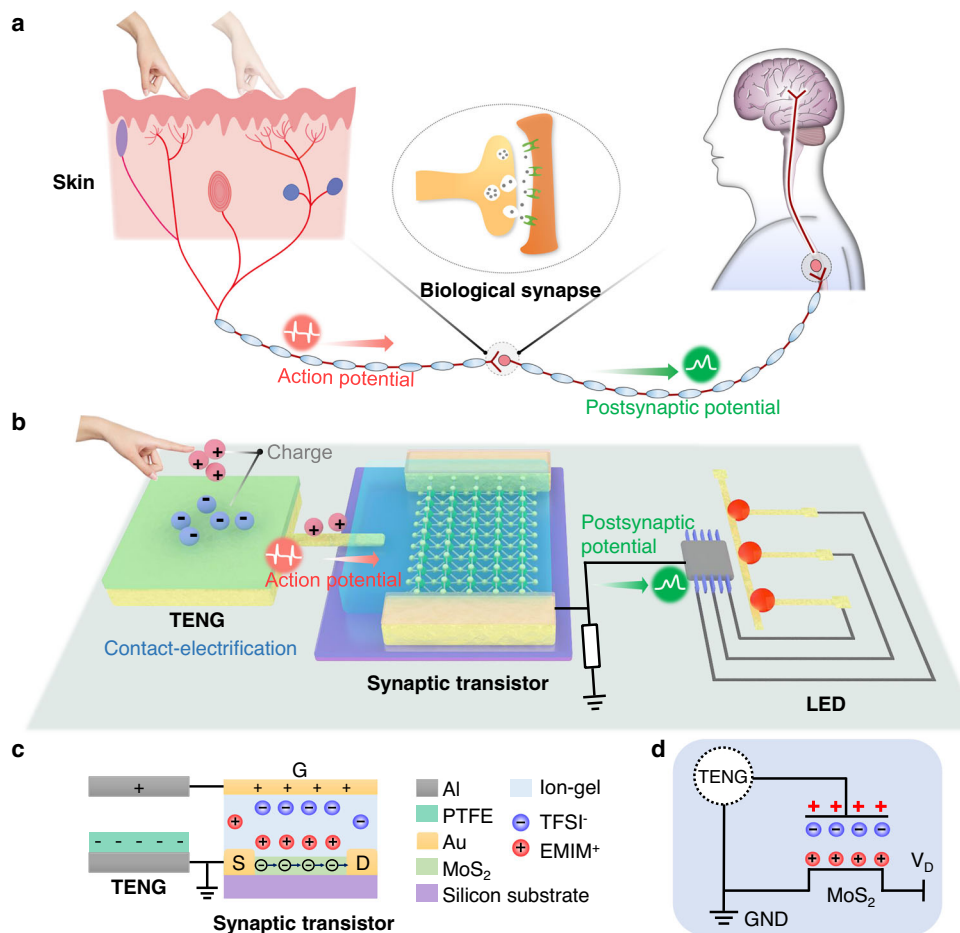 a
Skin
Biological synapse
Action potential
Postsynaptic potential
b
Charge
Action potential
TENG
Contact-electrification
Synaptic transistor
Postsynaptic
potential
LED
c
G
S
D
TENG
Synaptic transistor
Al
PTFE
Au
MoS₂
Silicon substrate
Ion-gel
TFSI⁻
EMIM⁺
d
TENG
V_D
MoS₂
GND